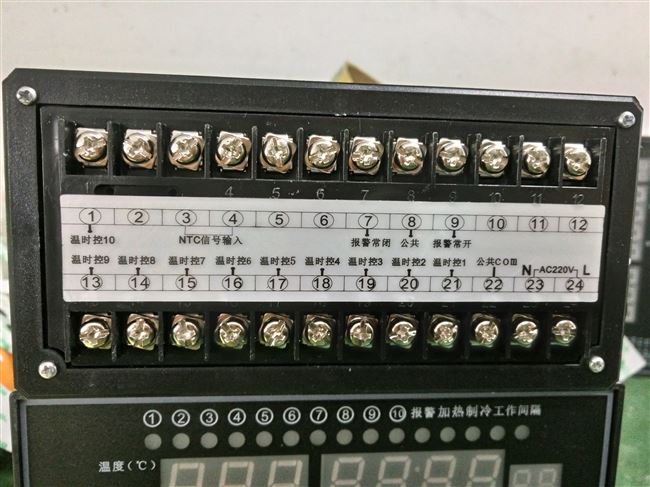 4 5 6 7 8 9 10 11 12
① ② ③ ④ ⑤ ⑥ ⑦ ⑧ ⑨ ⑩ ⑪ ⑫
温时控10 NTC信号输入 报警常闭 公共 报警常开
温时控9 温时控8 温时控7 温时控6 温时控5 温时控4 温时控3 温时控2 温时控1 公共COM N AC220V L
⑬ ⑭ ⑮ ⑯ ⑰ ⑱ ⑲ ⑳ ㉑ ㉒ ㉓ ㉔
① ② ③ ④ ⑤ ⑥ ⑦ ⑧ ⑨ ⑩ 报警加热制冷工作间隔
温度(℃)